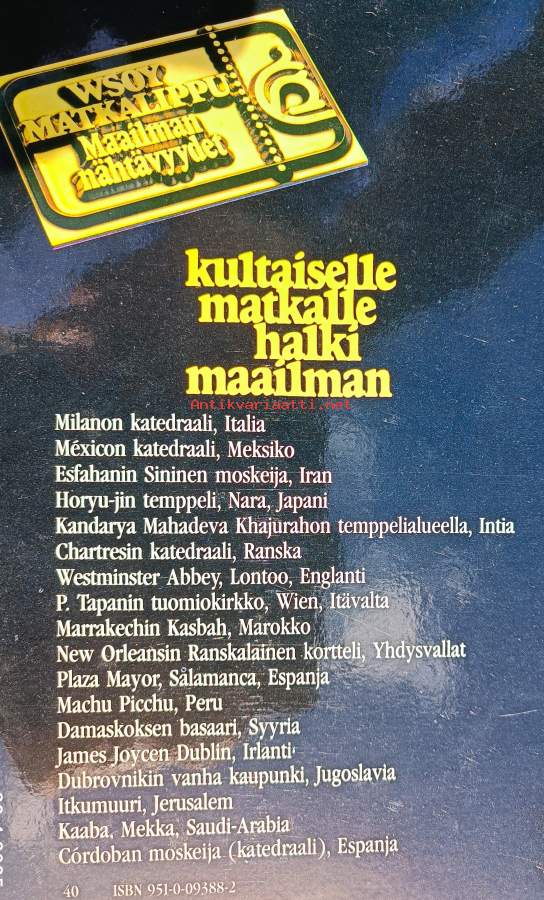 WSOY
MATKALIPPU
Maailman
nähtävyydet
kultaiselle
matkalle
halki
maailman
Antikvariaatti.net
Milanon katedraali, Italia
Méxicon katedraali, Meksiko
Esfahanin Sininen moskeija, Iran
Horyu-jin temppeli, Nara, Japani
Kandarya Mahadeva Khajurahon temppelialueella, Intia
Chartresin katedraali, Ranska
Westminster Abbey, Lontoo, Englanti
P. Tapanin tuomiokirkko, Wien, Itävalta
Marrakechin Kasbah, Marokko
New Orleansin Ranskalainen kortteli, Yhdysvallat
Plaza Mayor, Salamanca, Espanja
Machu Picchu, Peru
Damaskoksen basaari, Syyria
James Joycen Dublin, Irlanti
Dubrovnikin vanha kaupunki, Jugoslavia
Itkumuuri, Jerusalem
Kaaba, Mekka, Saudi-Arabia
Córdoban moskeija (katedraali), Espanja
40 ISBN 951-0-09388-2